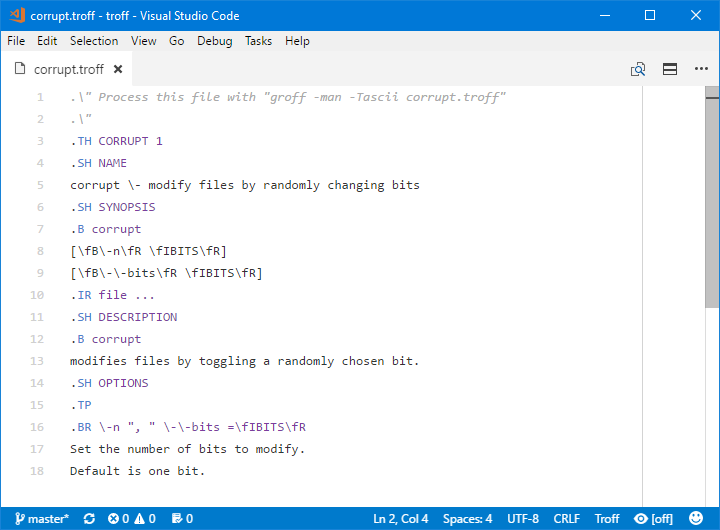 corrupt.troff - troff - Visual Studio Code
File Edit Selection View Go Debug Tasks Help
corrupt.troff
1 .\" Process this file with "groff -man -Tascii corrupt.troff"
2 .\"
3 .TH CORRUPT 1
4 .SH NAME
5 corrupt \- modify files by randomly changing bits
6 .SH SYNOPSIS
7 .B corrupt
8 [\fB\-n\fR \fIBITS\fR]
9 [\fB\-\-bits\fR \fIBITS\fR]
10 .IR file ...
11 .SH DESCRIPTION
12 .B corrupt
13 modifies files by toggling a randomly chosen bit.
14 .SH OPTIONS
15 .TP
16 .BR \-n ", " \-\-bits =\fIBITS\fR
17 Set the number of bits to modify.
18 Default is one bit.
master* 0 0 0 Ln 2, Col 4 Spaces: 4 UTF-8 CRLF Troff [off]